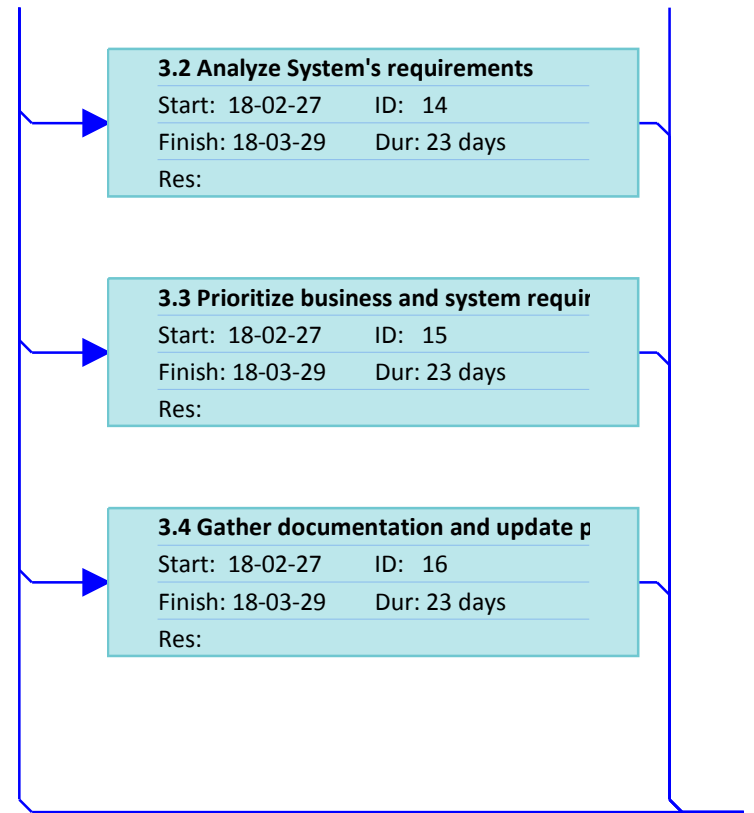 3.2 Analyze System's requirements
Start: 18-02-27 ID: 14
Finish: 18-03-29 Dur: 23 days
Res:
3.3 Prioritize business and system requir
Start: 18-02-27 ID: 15
Finish: 18-03-29 Dur: 23 days
Res:
3.4 Gather documentation and update p
Start: 18-02-27 ID: 16
Finish: 18-03-29 Dur: 23 days
Res: